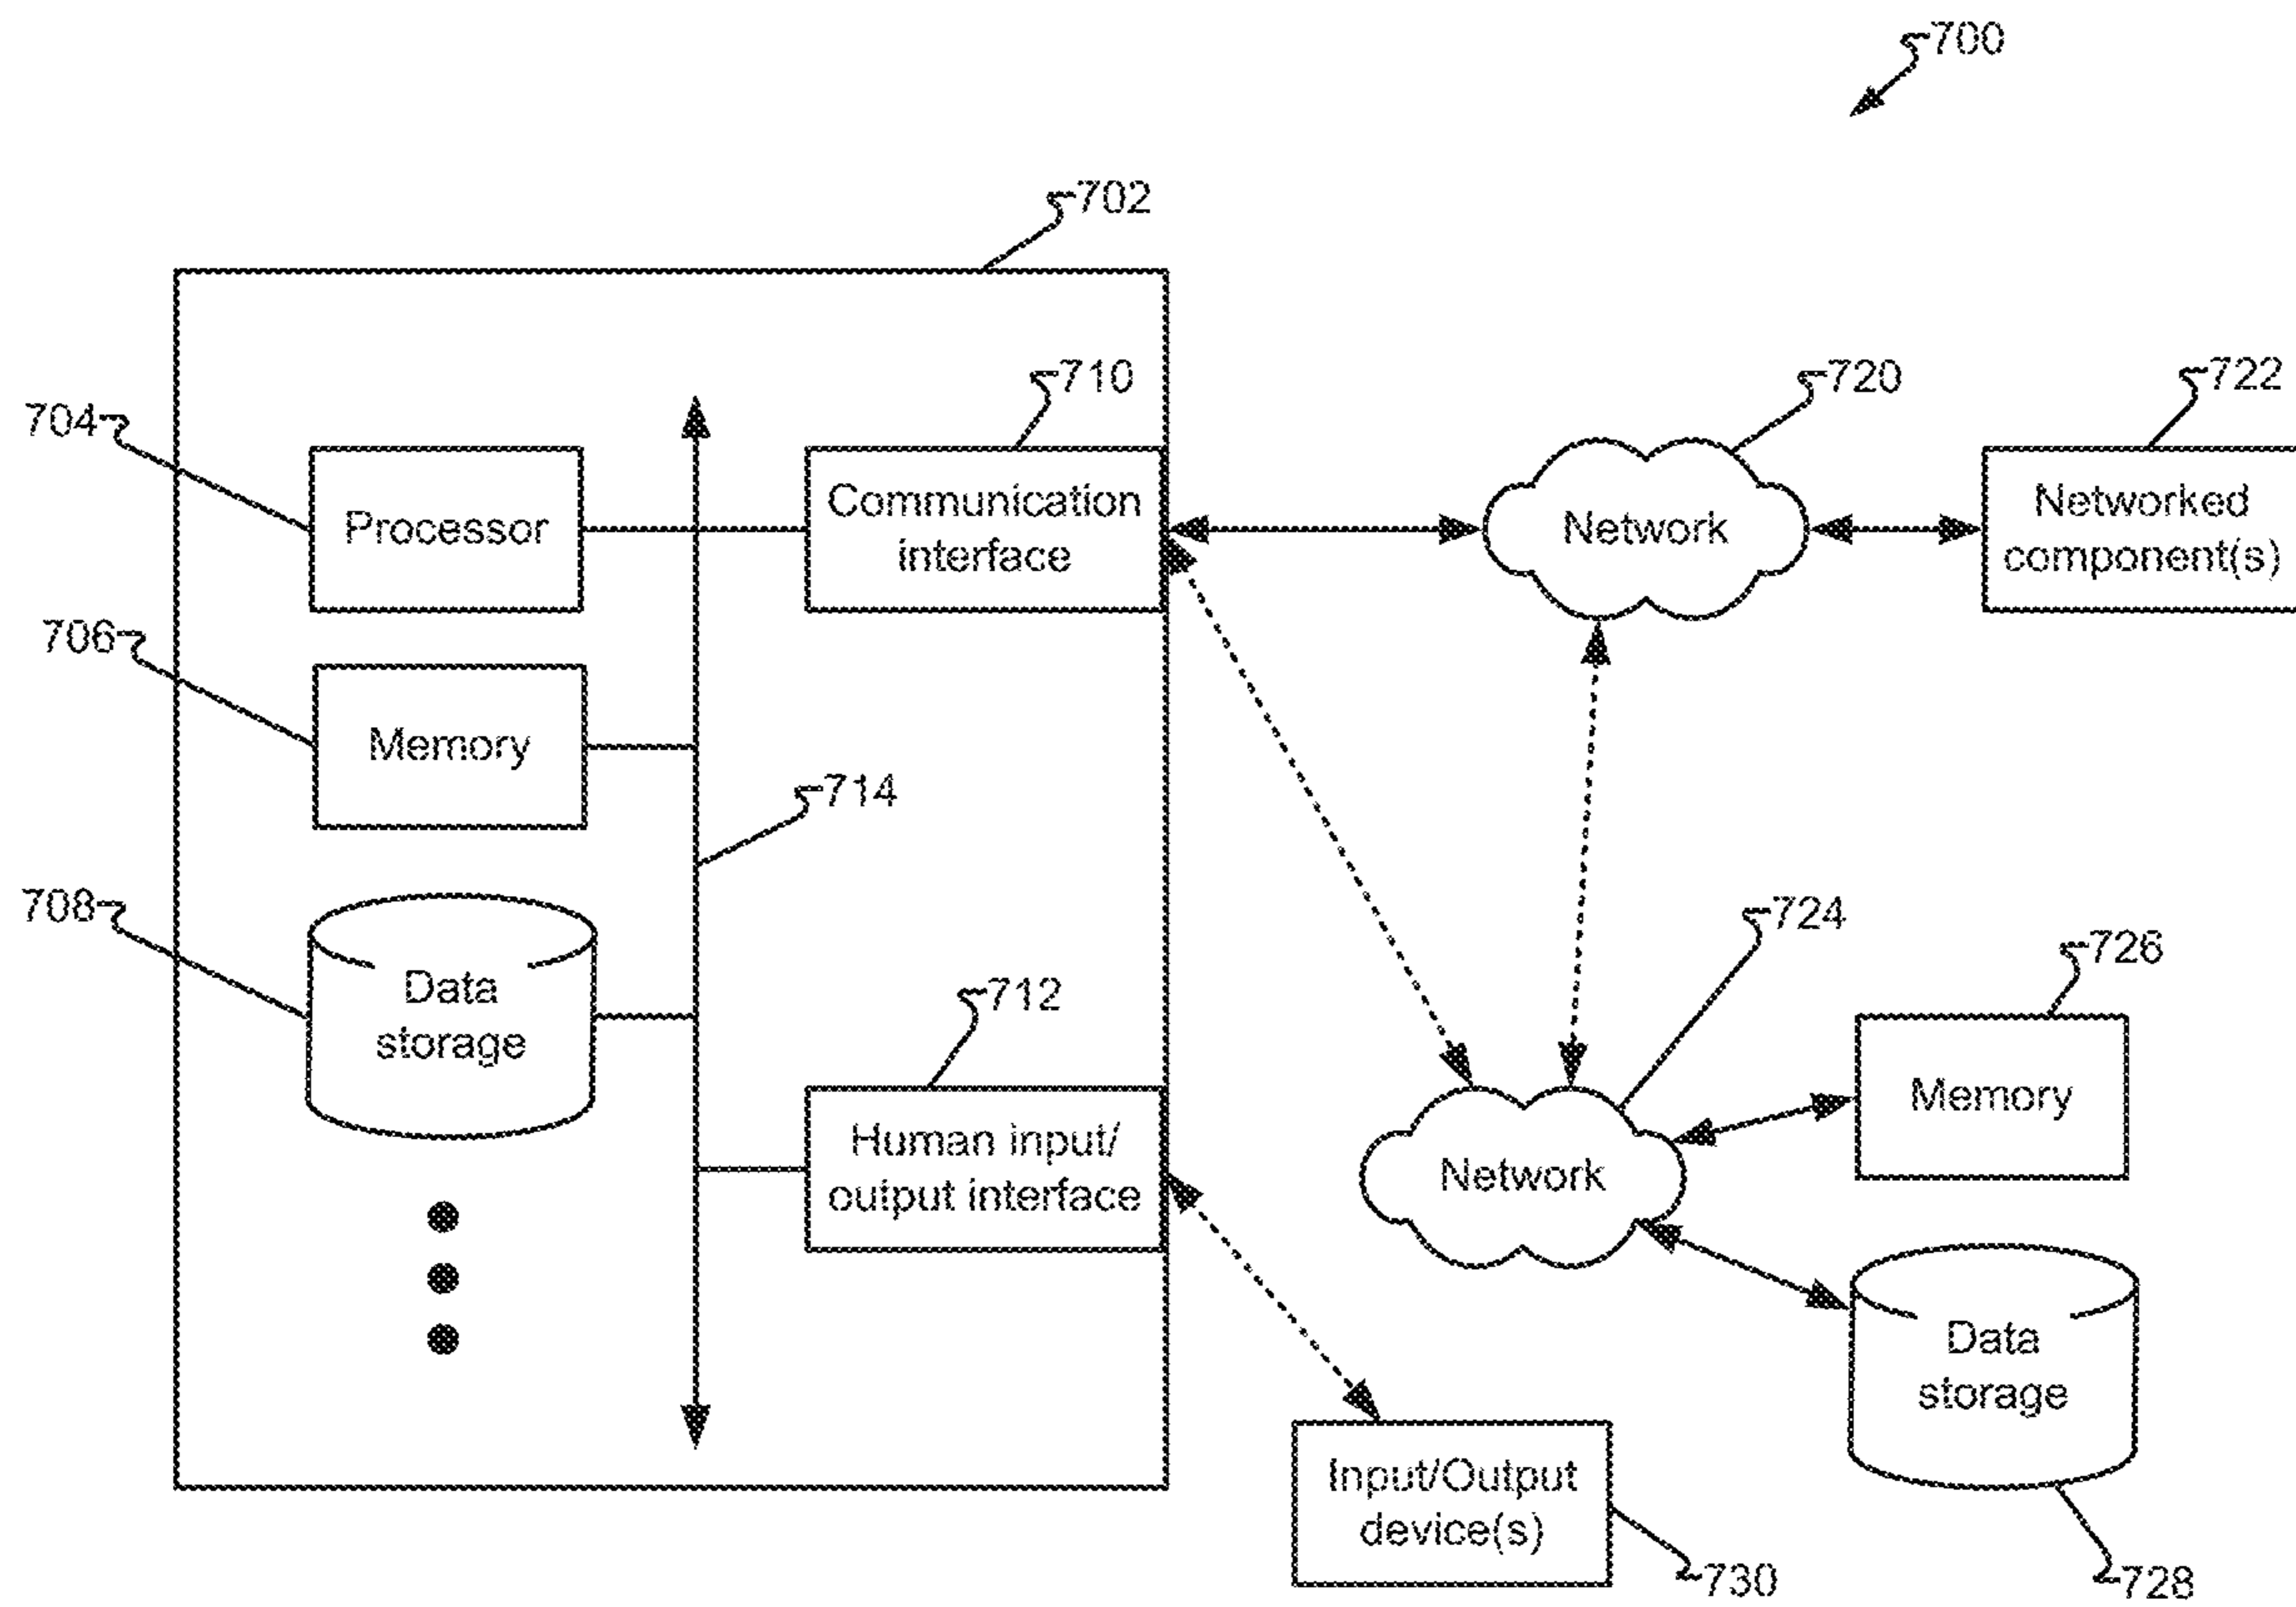 700
702
710
720
722
704
Processor
Communication
interface
Network
Networked
component(s)
706
Memory
714
708
Data
storage
724
726
712
Memory
Human input/
output interface
Network
Data
storage
Input/Output
device(s)
730
728